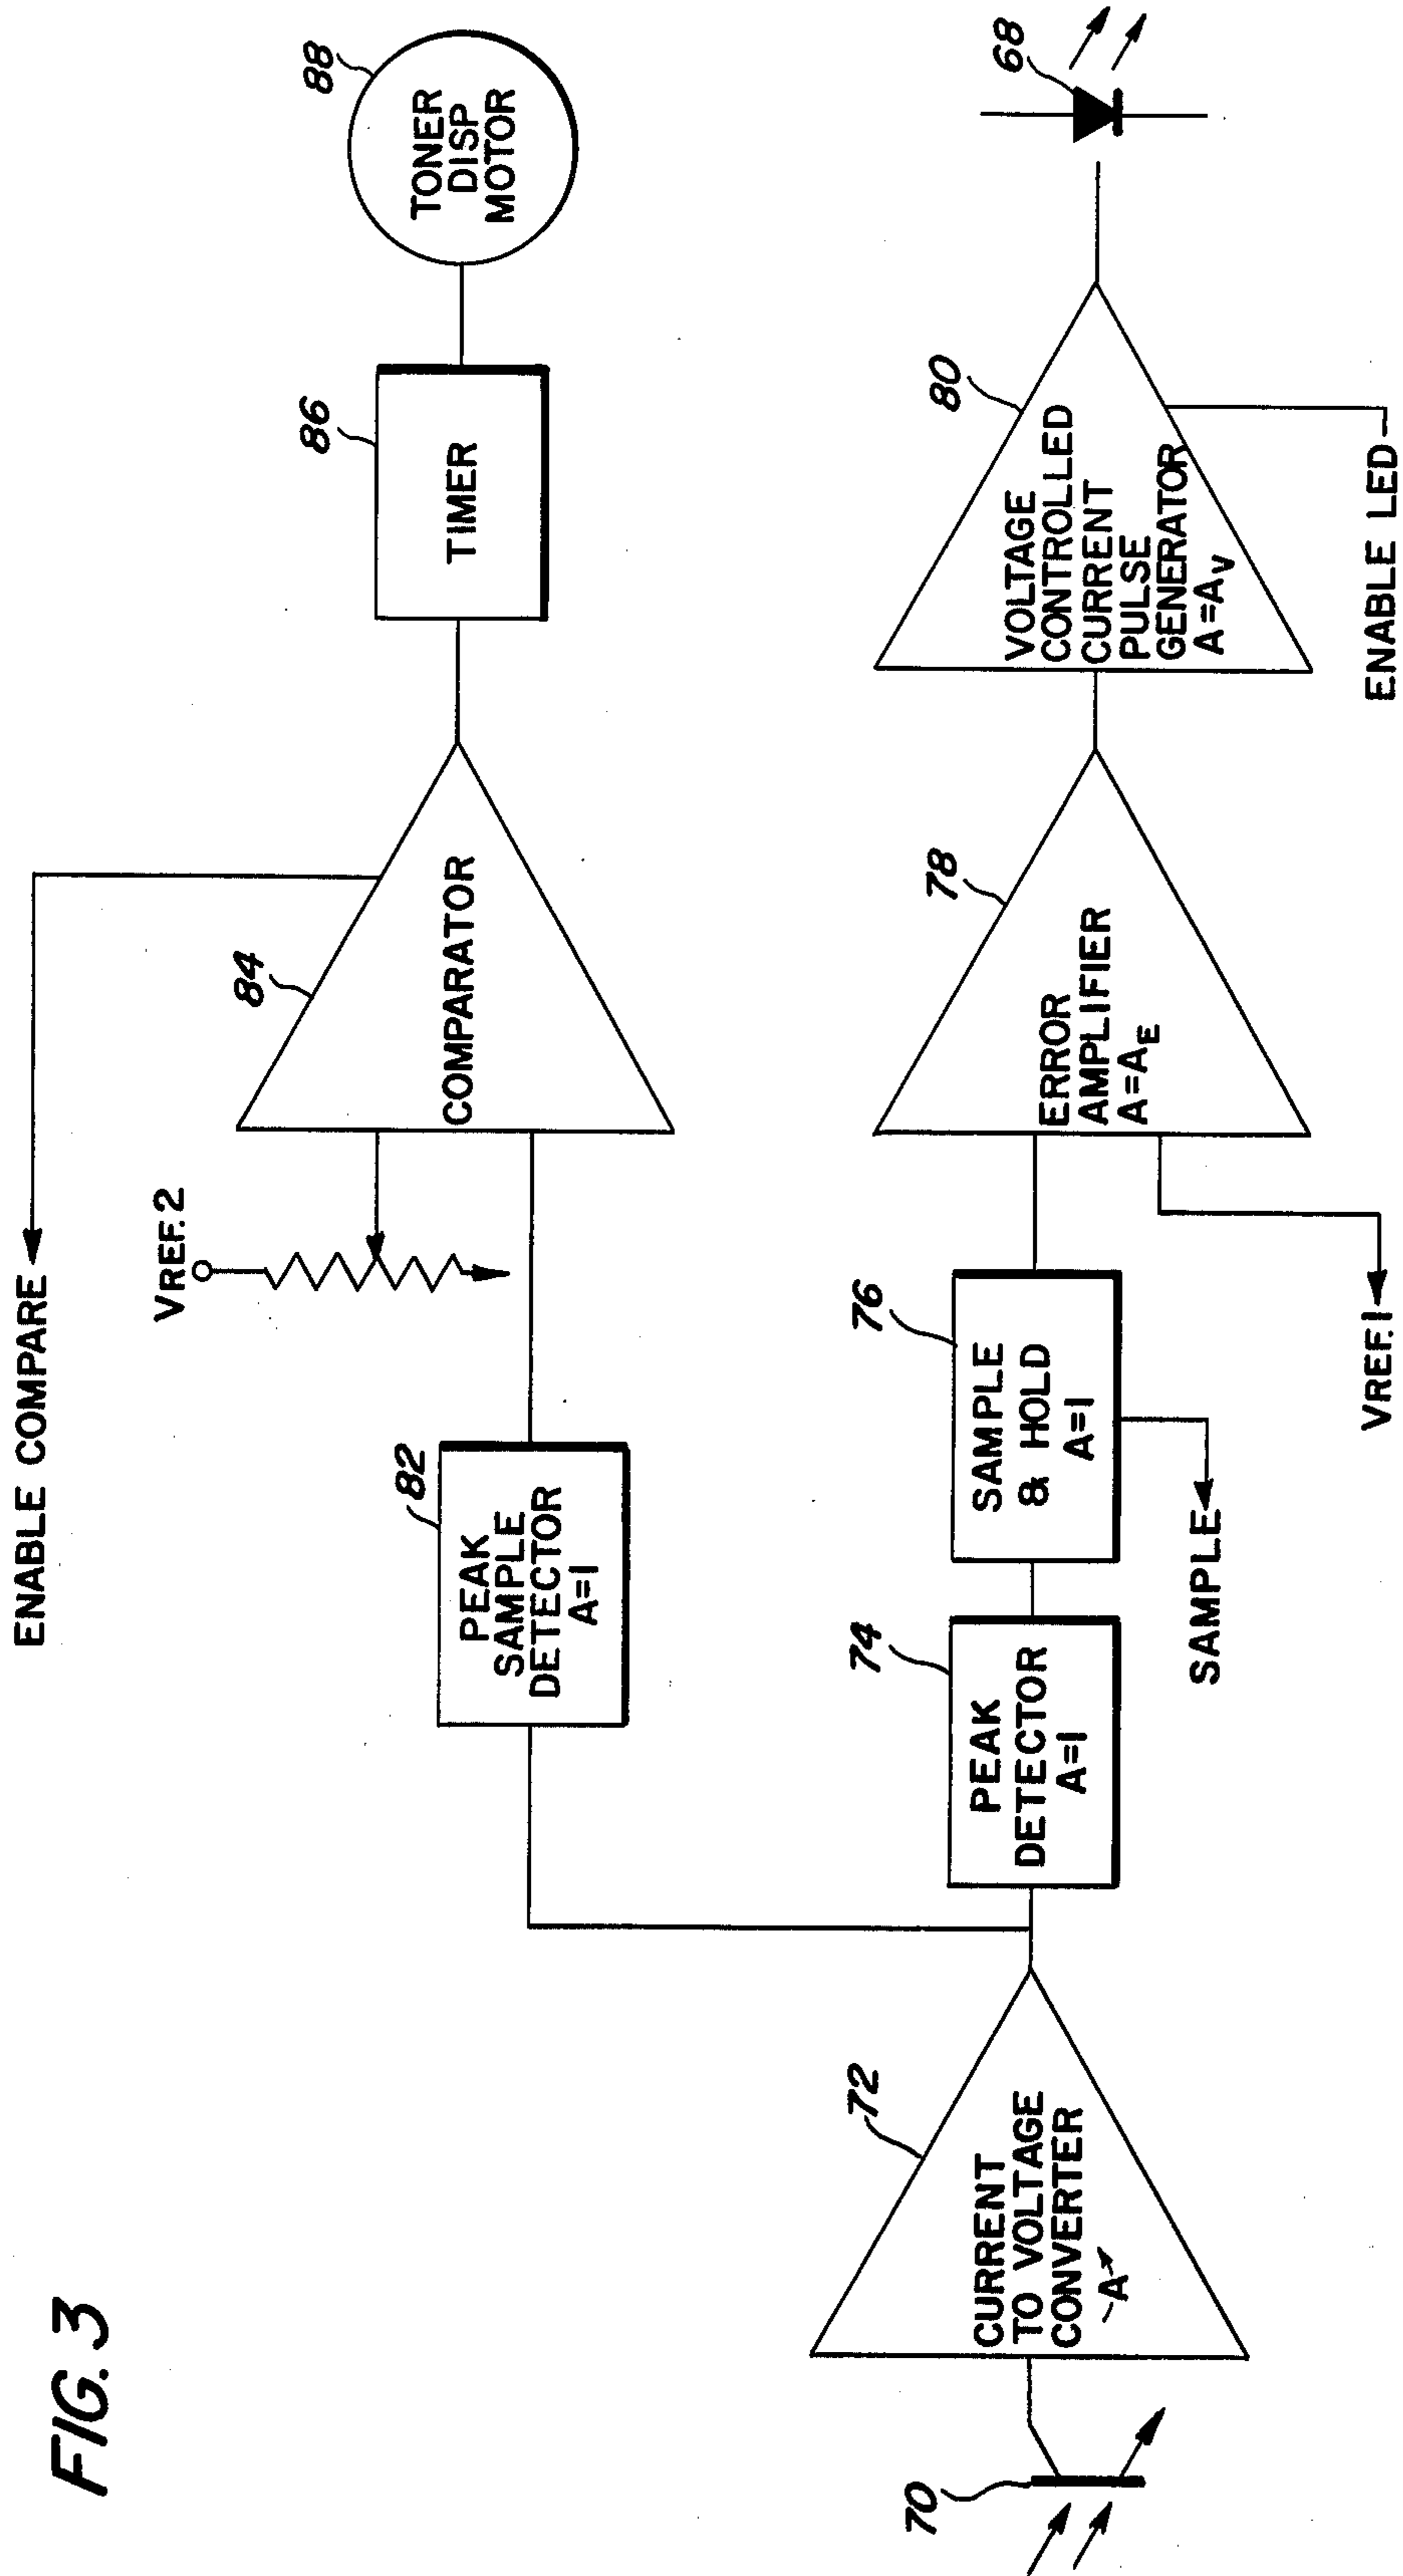 FIG. 3
ENABLE COMPARE
VREF.2
84
COMPARATOR
86
TIMER
88
TONER
DISP
MOTOR
82
PEAK
SAMPLE
DETECTOR
A=1
70
72
CURRENT
TO VOLTAGE
CONVERTER
A
74
PEAK
DETECTOR
A=1
76
SAMPLE
& HOLD
A=1
SAMPLE
VREF.1
78
ERROR
AMPLIFIER
A=AE
80
VOLTAGE
CONTROLLED
CURRENT
PULSE
GENERATOR
A=AV
ENABLE LED
68